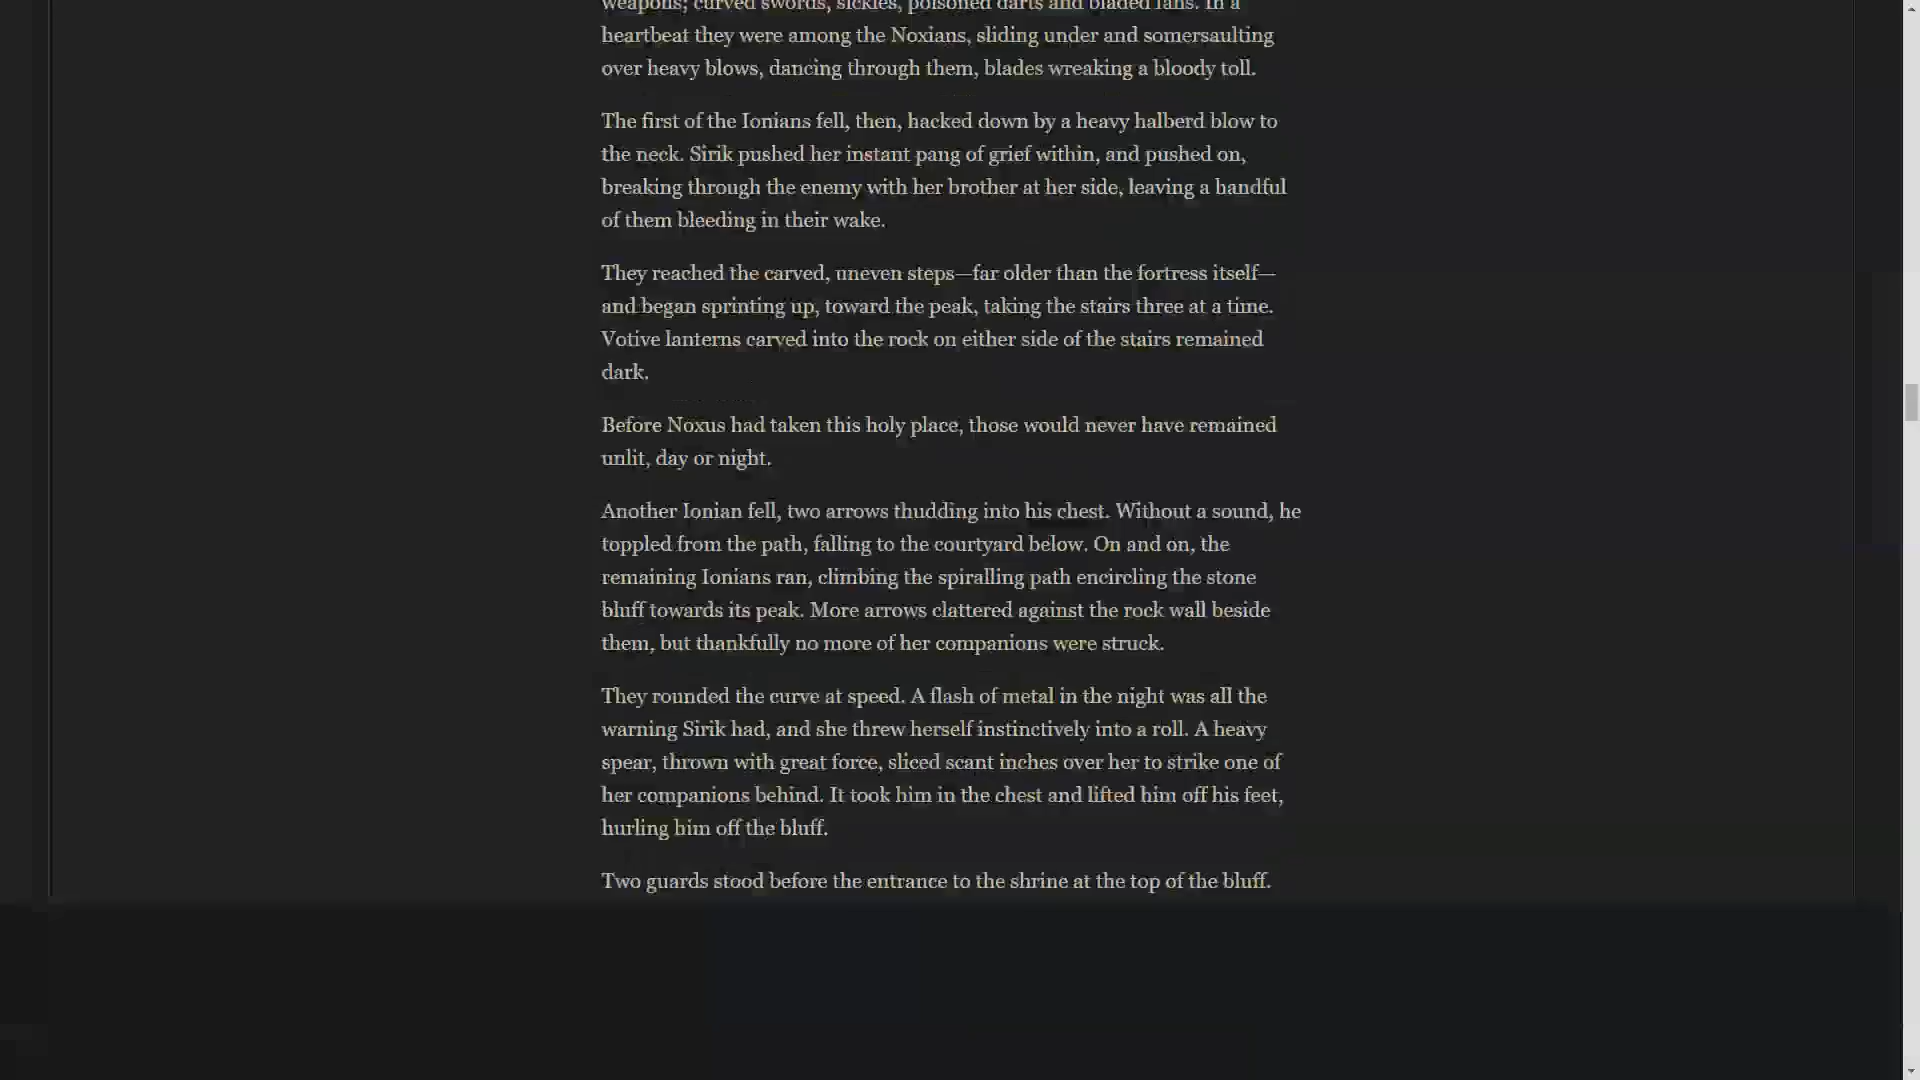 weapons; curved swords, sickles, poisoned darts and bladed fans. In a
heartbeat they were among the Noxians, sliding under and somersaulting
over heavy blows, dancing through them, blades wreaking a bloody toll.
The first of the Ionians fell, then, hacked down by a heavy halberd blow to
the neck. Sirik pushed her instant pang of grief within, and pushed on,
breaking through the enemy with her brother at her side, leaving a handful
of them bleeding in their wake.
They reached the carved, uneven steps—far older than the fortress itself—
and began sprinting up, toward the peak, taking the stairs three at a time.
Votive lanterns carved into the rock on either side of the stairs remained
dark.
Before Noxus had taken this holy place, those would never have remained
unlit, day or night.
Another Ionian fell, two arrows thudding into his chest. Without a sound, he
toppled from the path, falling to the courtyard below. On and on, the
remaining Ionians ran, climbing the spiralling path encircling the stone
bluff towards its peak. More arrows clattered against the rock wall beside
them, but thankfully no more of her companions were struck.
They rounded the curve at speed. A flash of metal in the night was all the
warning Sirik had, and she threw herself instinctively into a roll. A heavy
spear, thrown with great force, sliced scant inches over her to strike one of
her companions behind. It took him in the chest and lifted him off his feet,
hurling him off the bluff.
Two guards stood before the entrance to the shrine at the top of the bluff.